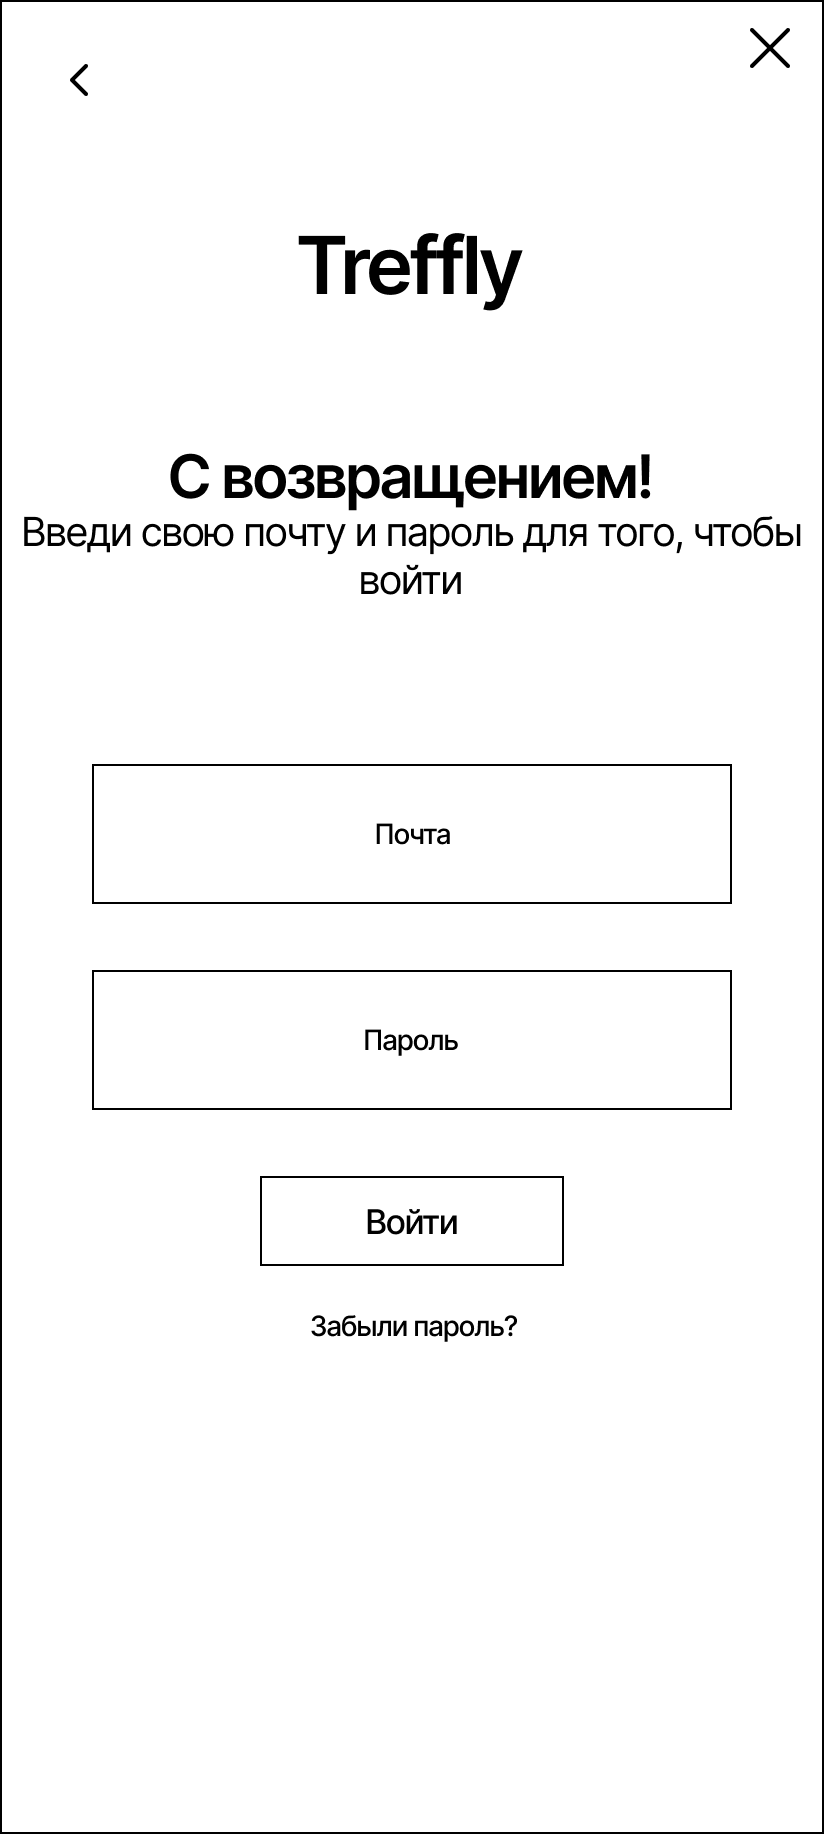 Treffly
С возвращением!
Введи свою почту и пароль для того, чтобы
войти
Почта
Пароль
Войти
Забыли пароль?